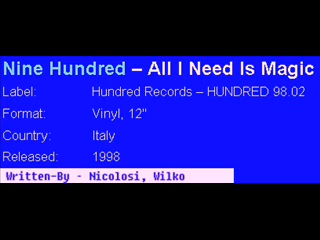 Nine Hundred – All I Need Is Magic
Label: Hundred Records – HUNDRED 98.02
Format: Vinyl, 12"
Country: Italy
Released: 1998
Written-By - Nicolosi, Wilko